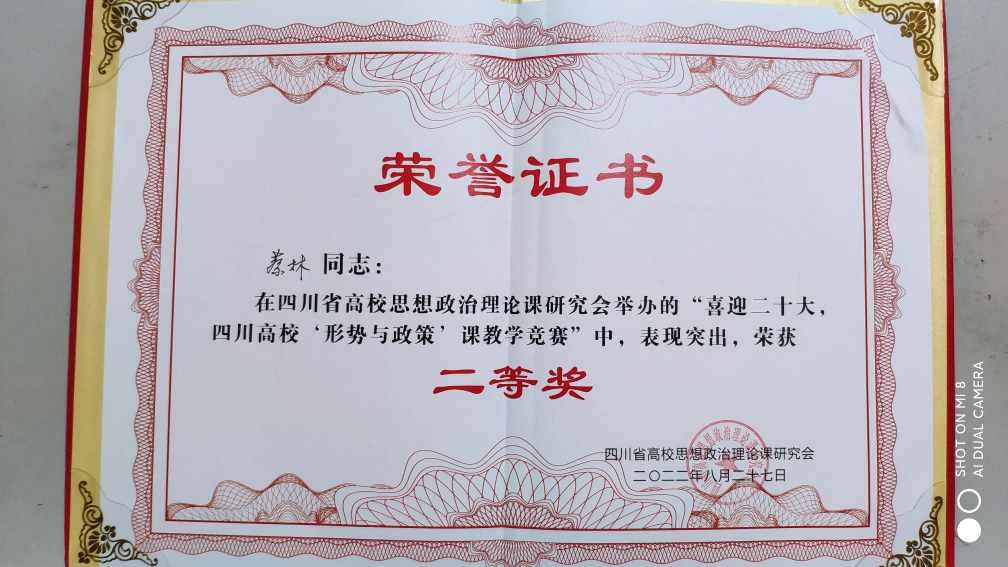 荣誉证书
蔡林 同志：
在四川省高校思想政治理论课研究会举办的“喜迎二十大，
四川高校‘形势与政策’课教学竞赛”中，表现突出，荣获
二等奖
四川省高校思想政治理论课研究会
二〇二二年八月二十七日
SHOT ON MI 8
AI DUAL CAMERA